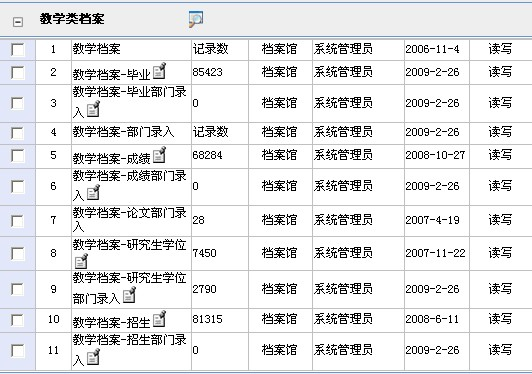 教学类档案
1 教学档案 记录数 档案馆 系统管理员 2006-11-4 读写
2 教学档案-毕业 85423 档案馆 系统管理员 2009-2-26 读写
3 教学档案-毕业部门录
入 0 档案馆 系统管理员 2009-2-26 读写
4 教学档案-部门录入 记录数 档案馆 系统管理员 2009-2-26 读写
5 教学档案-成绩 68284 档案馆 系统管理员 2008-10-27 读写
6 教学档案-成绩部门录
入 0 档案馆 系统管理员 2009-2-26 读写
7 教学档案-论文部门录
入 28 档案馆 系统管理员 2007-4-19 读写
8 教学档案-研究生学位 7450 档案馆 系统管理员 2007-11-22 读写
9 教学档案-研究生学位
部门录入 2790 档案馆 系统管理员 2009-2-26 读写
10 教学档案-招生 81315 档案馆 系统管理员 2008-6-11 读写
11 教学档案-招生部门录
入 0 档案馆 系统管理员 2009-2-26 读写